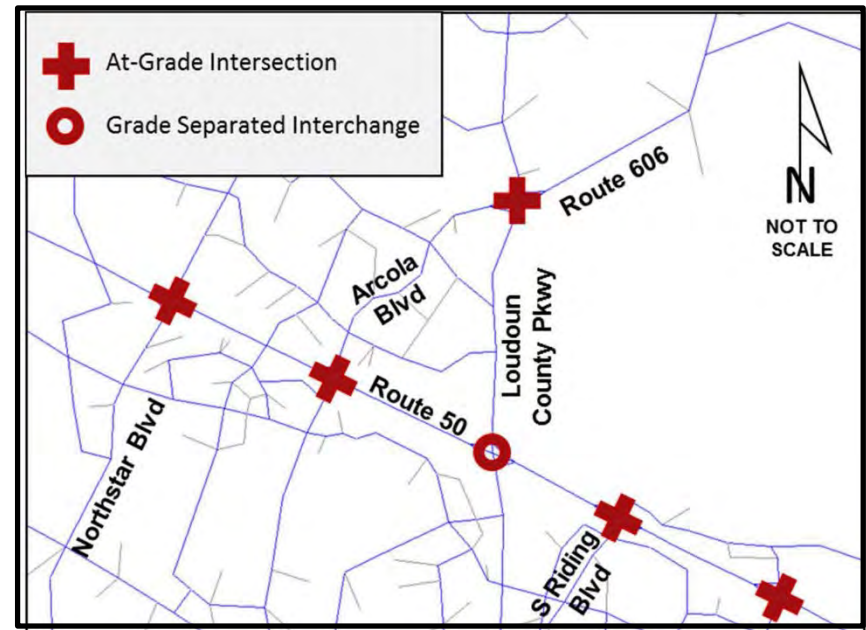 At-Grade Intersection
Grade Separated Interchange
Route 606
N
NOT TO
SCALE
Arcola
Blvd
Loudoun
County Pkwy
Route 50
Northstar Blvd
S Riding
Blvd